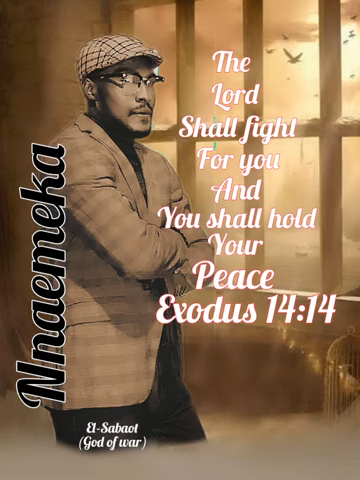 The
Lord
Shall fight
For you
And
You shall hold
Your
Peace
Exodus 14:14
Nnaemeka
El-Sabaot
(God of war)